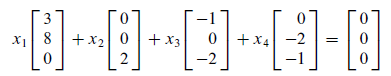 x₁ [3 8 0] + x₂ [0 0 2] + x₃ [−1 0 −2] + x₄ [0 −2 −1] = [0 0 0]